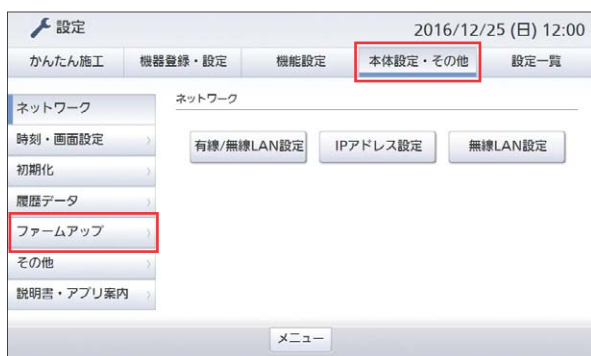 設定
2016/12/25 (日) 12:00
かんたん施工 機器登録・設定 機能設定 本体設定・その他 設定一覧
ネットワーク
時刻・画面設定
初期化
履歴データ
ファームアップ
その他
説明書・アプリ案内
ネットワーク
有線/無線LAN設定 IPアドレス設定 無線LAN設定
メニュー